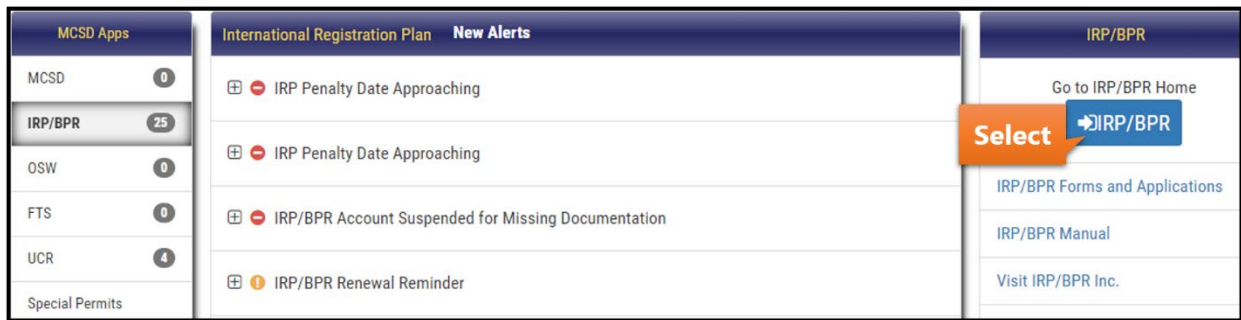 MCSD Apps
MCSD 0
IRP/BPR 25
OSW 0
FTS 0
UCR 4
Special Permits
International Registration Plan New Alerts
IRP Penalty Date Approaching
IRP Penalty Date Approaching
IRP/BPR Account Suspended for Missing Documentation
IRP/BPR Renewal Reminder
IRP/BPR
Go to IRP/BPR Home
Select
IRP/BPR
IRP/BPR Forms and Applications
IRP/BPR Manual
Visit IRP/BPR Inc.